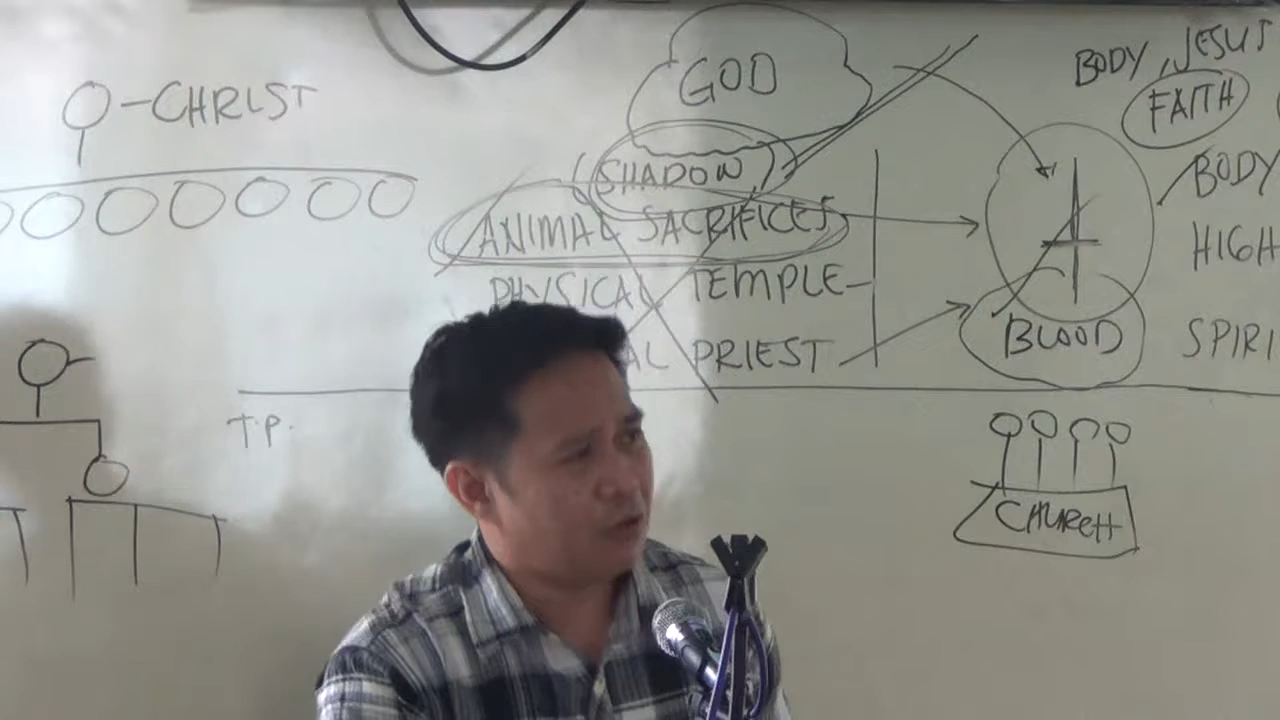 GOD
BODY, JESUS
O-CHRIST
FAITH
(SHADOW)
BODY
ANIMAL SACRIFICES
HIGH
PHYSICAL TEMPLE-
BLOOD
SPIRI
PRIEST
T.P.
CHURCH